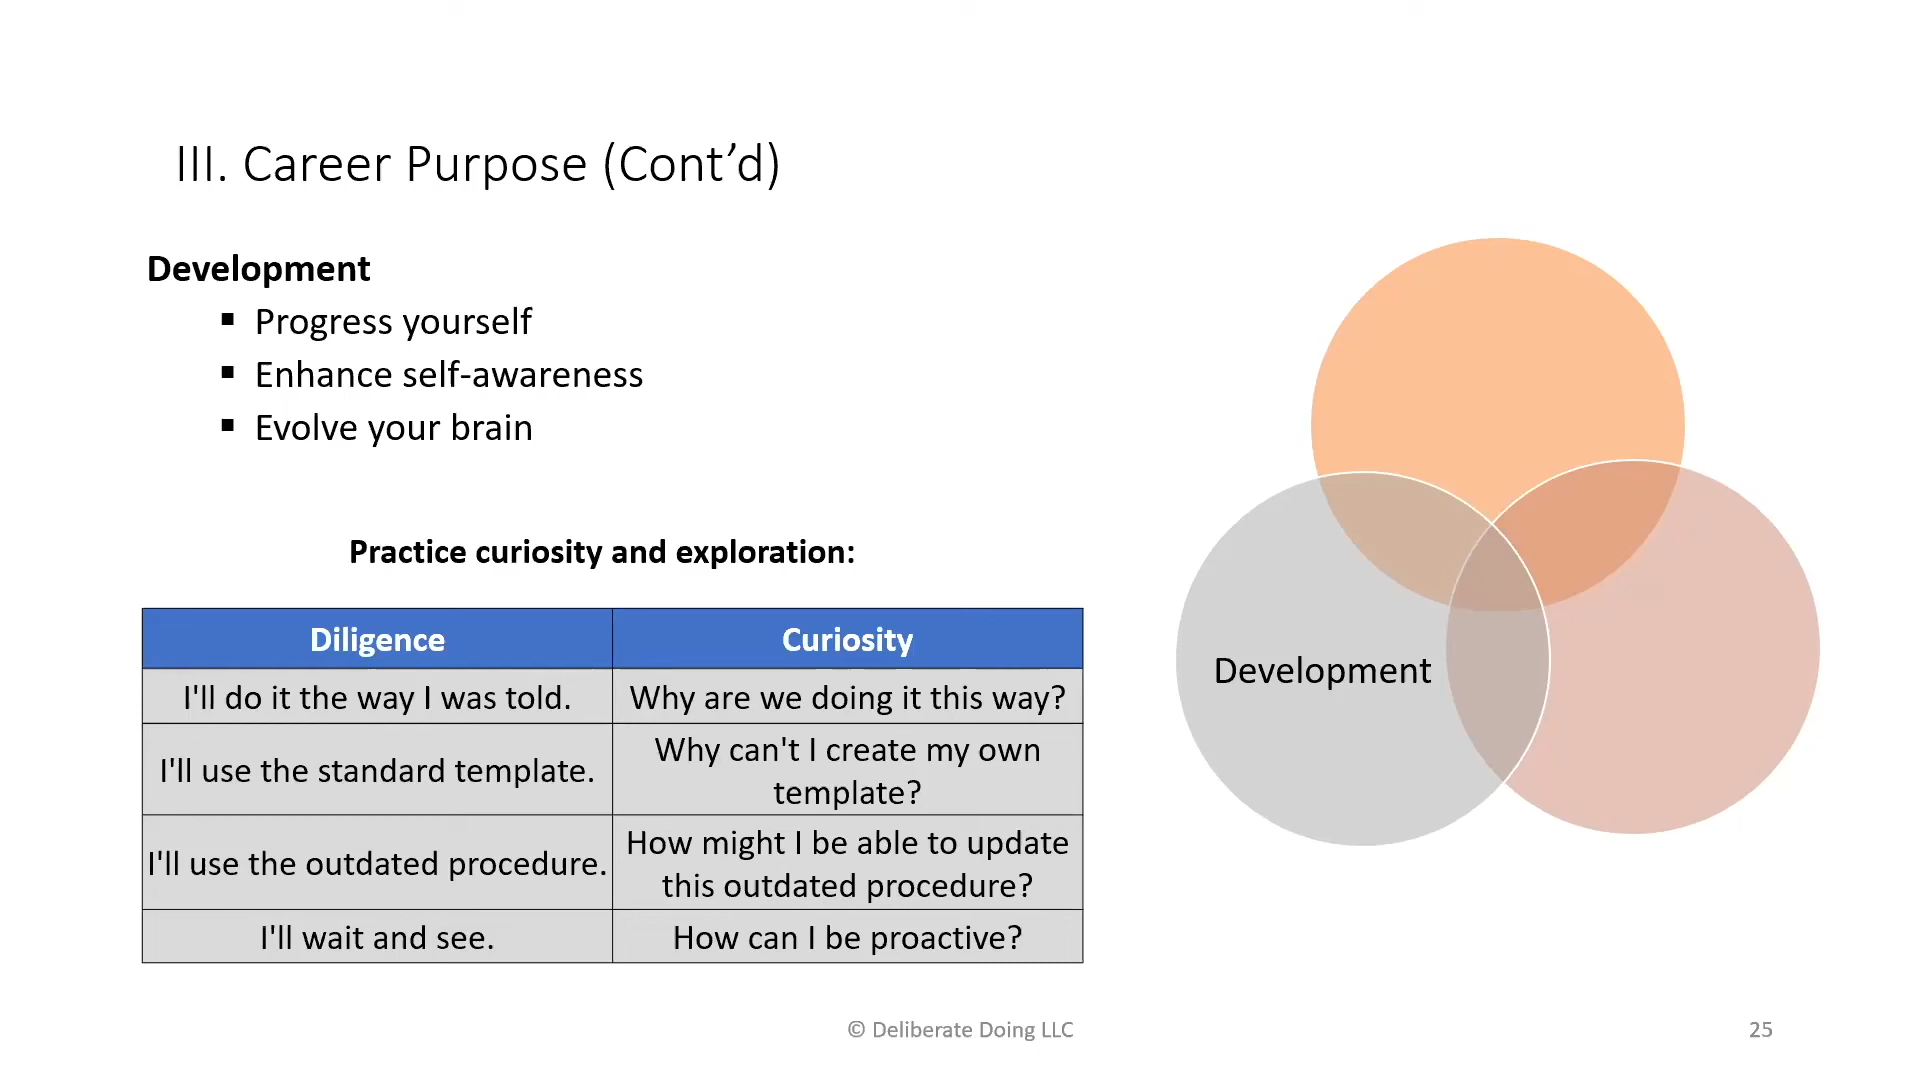 III. Career Purpose (Cont’d)
Development
▪ Progress yourself
▪ Enhance self-awareness
▪ Evolve your brain
Practice curiosity and exploration:
Diligence Curiosity
I'll do it the way I was told. Why are we doing it this way?
I'll use the standard template. Why can't I create my own
template?
I'll use the outdated procedure. How might I be able to update
this outdated procedure?
I'll wait and see. How can I be proactive?
Development
© Deliberate Doing LLC
25